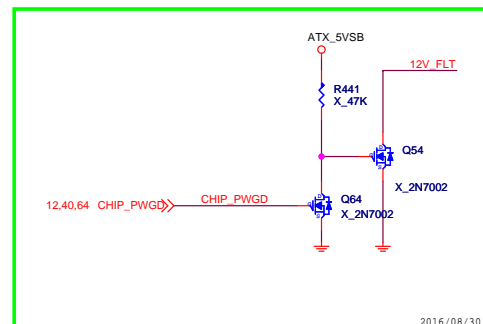 ATX_5VSB
12V_FLT
R441
X_47K
Q54
X_2N7002
12,40,64 CHIP_PWGD
CHIP_PWGD
Q64
X_2N7002
2016/08/30